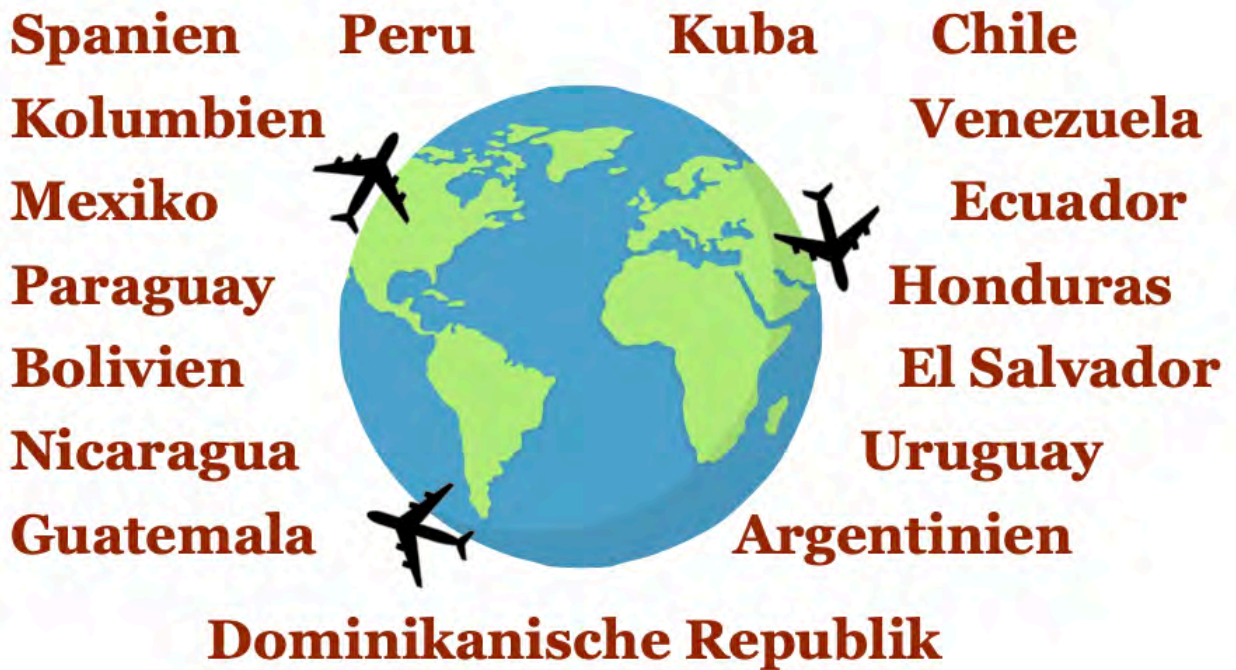 Spanien Peru Kuba Chile
Kolumbien Venezuela
Mexiko Ecuador
Paraguay Honduras
Bolivien El Salvador
Nicaragua Uruguay
Guatemala Argentinien
Dominikanische Republik